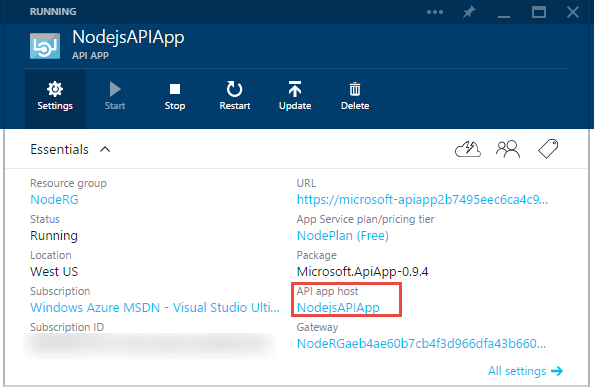 RUNNING
NodejsAPIApp
API APP
Settings
Start
Stop
Restart
Update
Delete
Essentials
Resource group
NodeRG
Status
Running
Location
West US
Subscription
Windows Azure MSDN - Visual Studio Ulti...
Subscription ID
URL
https://microsoft-apiapp2b7495eec6ca4c9...
App Service plan/pricing tier
NodePlan (Free)
Package
Microsoft.ApiApp-0.9.4
API app host
NodejsAPIApp
Gateway
NodeRGaeb4ae60b7cb4f3d966dfa43b660...
All settings